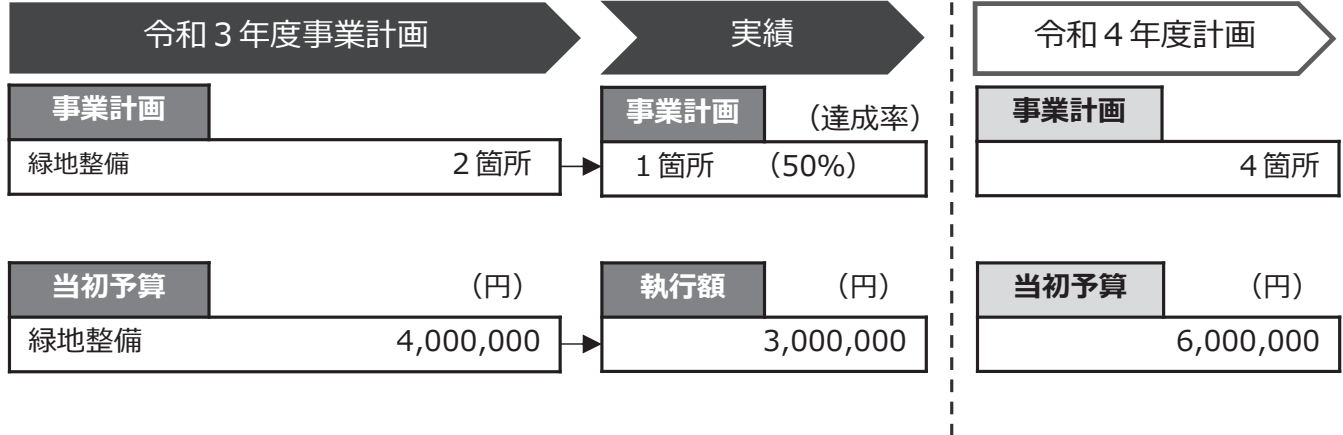 令和３年度事業計画 実績 令和４年度計画
事業計画 事業計画 （達成率） 事業計画
緑地整備 ２箇所 １箇所 （50%） ４箇所
当初予算 （円） 執行額 （円） 当初予算 （円）
緑地整備 4,000,000 3,000,000 6,000,000